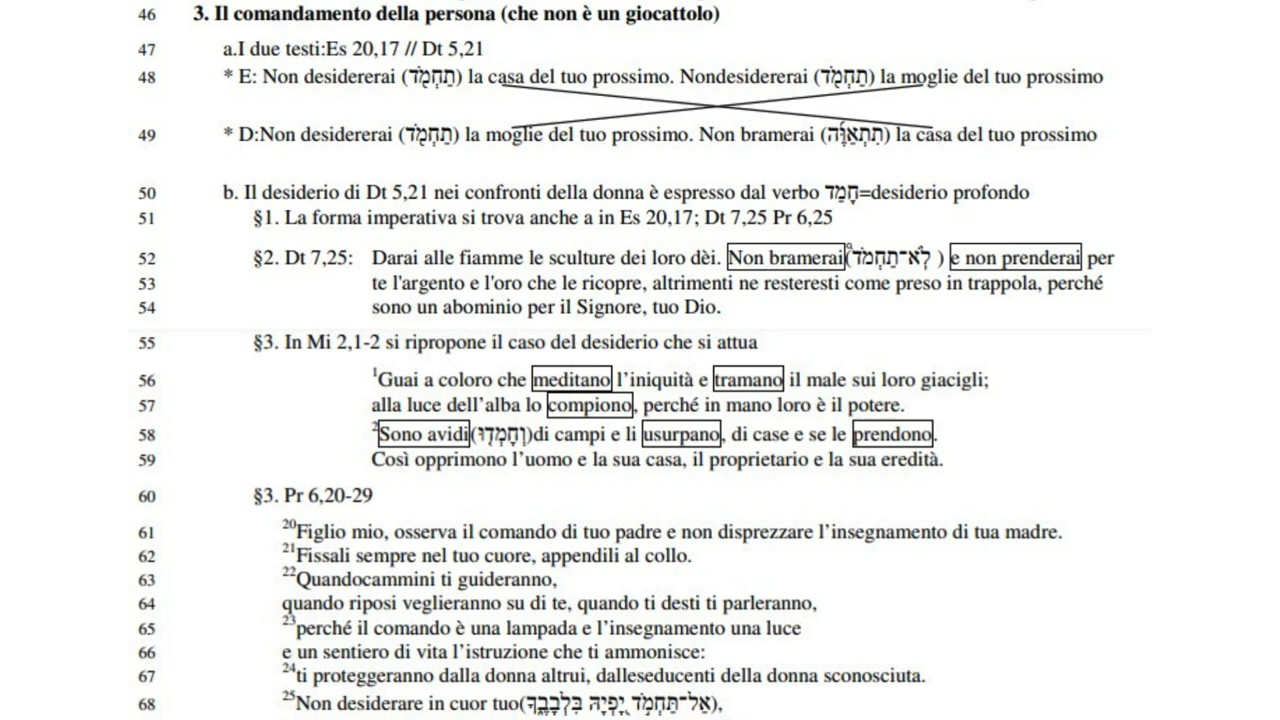 46 3. Il comandamento della persona (che non è un giocattolo)
47 a.I due testi:Es 20,17 // Dt 5,21
48 * E: Non desidererai (תַחְמֹ֖ד) la casa del tuo prossimo. Nondesidererai (תַחְמֹ֞ד) la moglie del tuo prossimo
49 * D:Non desidererai (תַחְמֹ֖ד) la moglie del tuo prossimo. Non bramerai (תִתְאַוֶּ֜ה) la casa del tuo prossimo
50 b. Il desiderio di Dt 5,21 nei confronti della donna è espresso dal verbo חָמַד=desiderio profondo
51 §1. La forma imperativa si trova anche a in Es 20,17; Dt 7,25 Pr 6,25
52 §2. Dt 7,25: Darai alle fiamme le sculture dei loro dèi. Non bramerai(לֹֽא־תַחְמֹד֩ ) e non prenderai per
53 te l'argento e l'oro che le ricopre, altrimenti ne resteresti come preso in trappola, perché
54 sono un abominio per il Signore, tuo Dio.
55 §3. In Mi 2,1-2 si ripropone il caso del desiderio che si attua
56 1Guai a coloro che meditano l’iniquità e tramano il male sui loro giacigli;
57 alla luce dell’alba lo compiono, perché in mano loro è il potere.
58 2Sono avidi(וְחָמְד֤וּ)di campi e li usurpano, di case e se le prendono.
59 Così opprimono l’uomo e la sua casa, il proprietario e la sua eredità.
60 §3. Pr 6,20-29
61 20Figlio mio, osserva il comando di tuo padre e non disprezzare l’insegnamento di tua madre.
62 21Fissali sempre nel tuo cuore, appendili al collo.
63 22Quandocammini ti guideranno,
64 quando riposi veglieranno su di te, quando ti desti ti parleranno,
65 23perché il comando è una lampada e l’insegnamento una luce
66 e un sentiero di vita l’istruzione che ti ammonisce:
67 24ti proteggeranno dalla donna altrui, dalleseducenti della donna sconosciuta.
68 25Non desiderare in cuor tuo(אַל־תַּחְמֹ֣ד יָ֭פְיָהּ בִּלְבָבֶ֑ךָ),